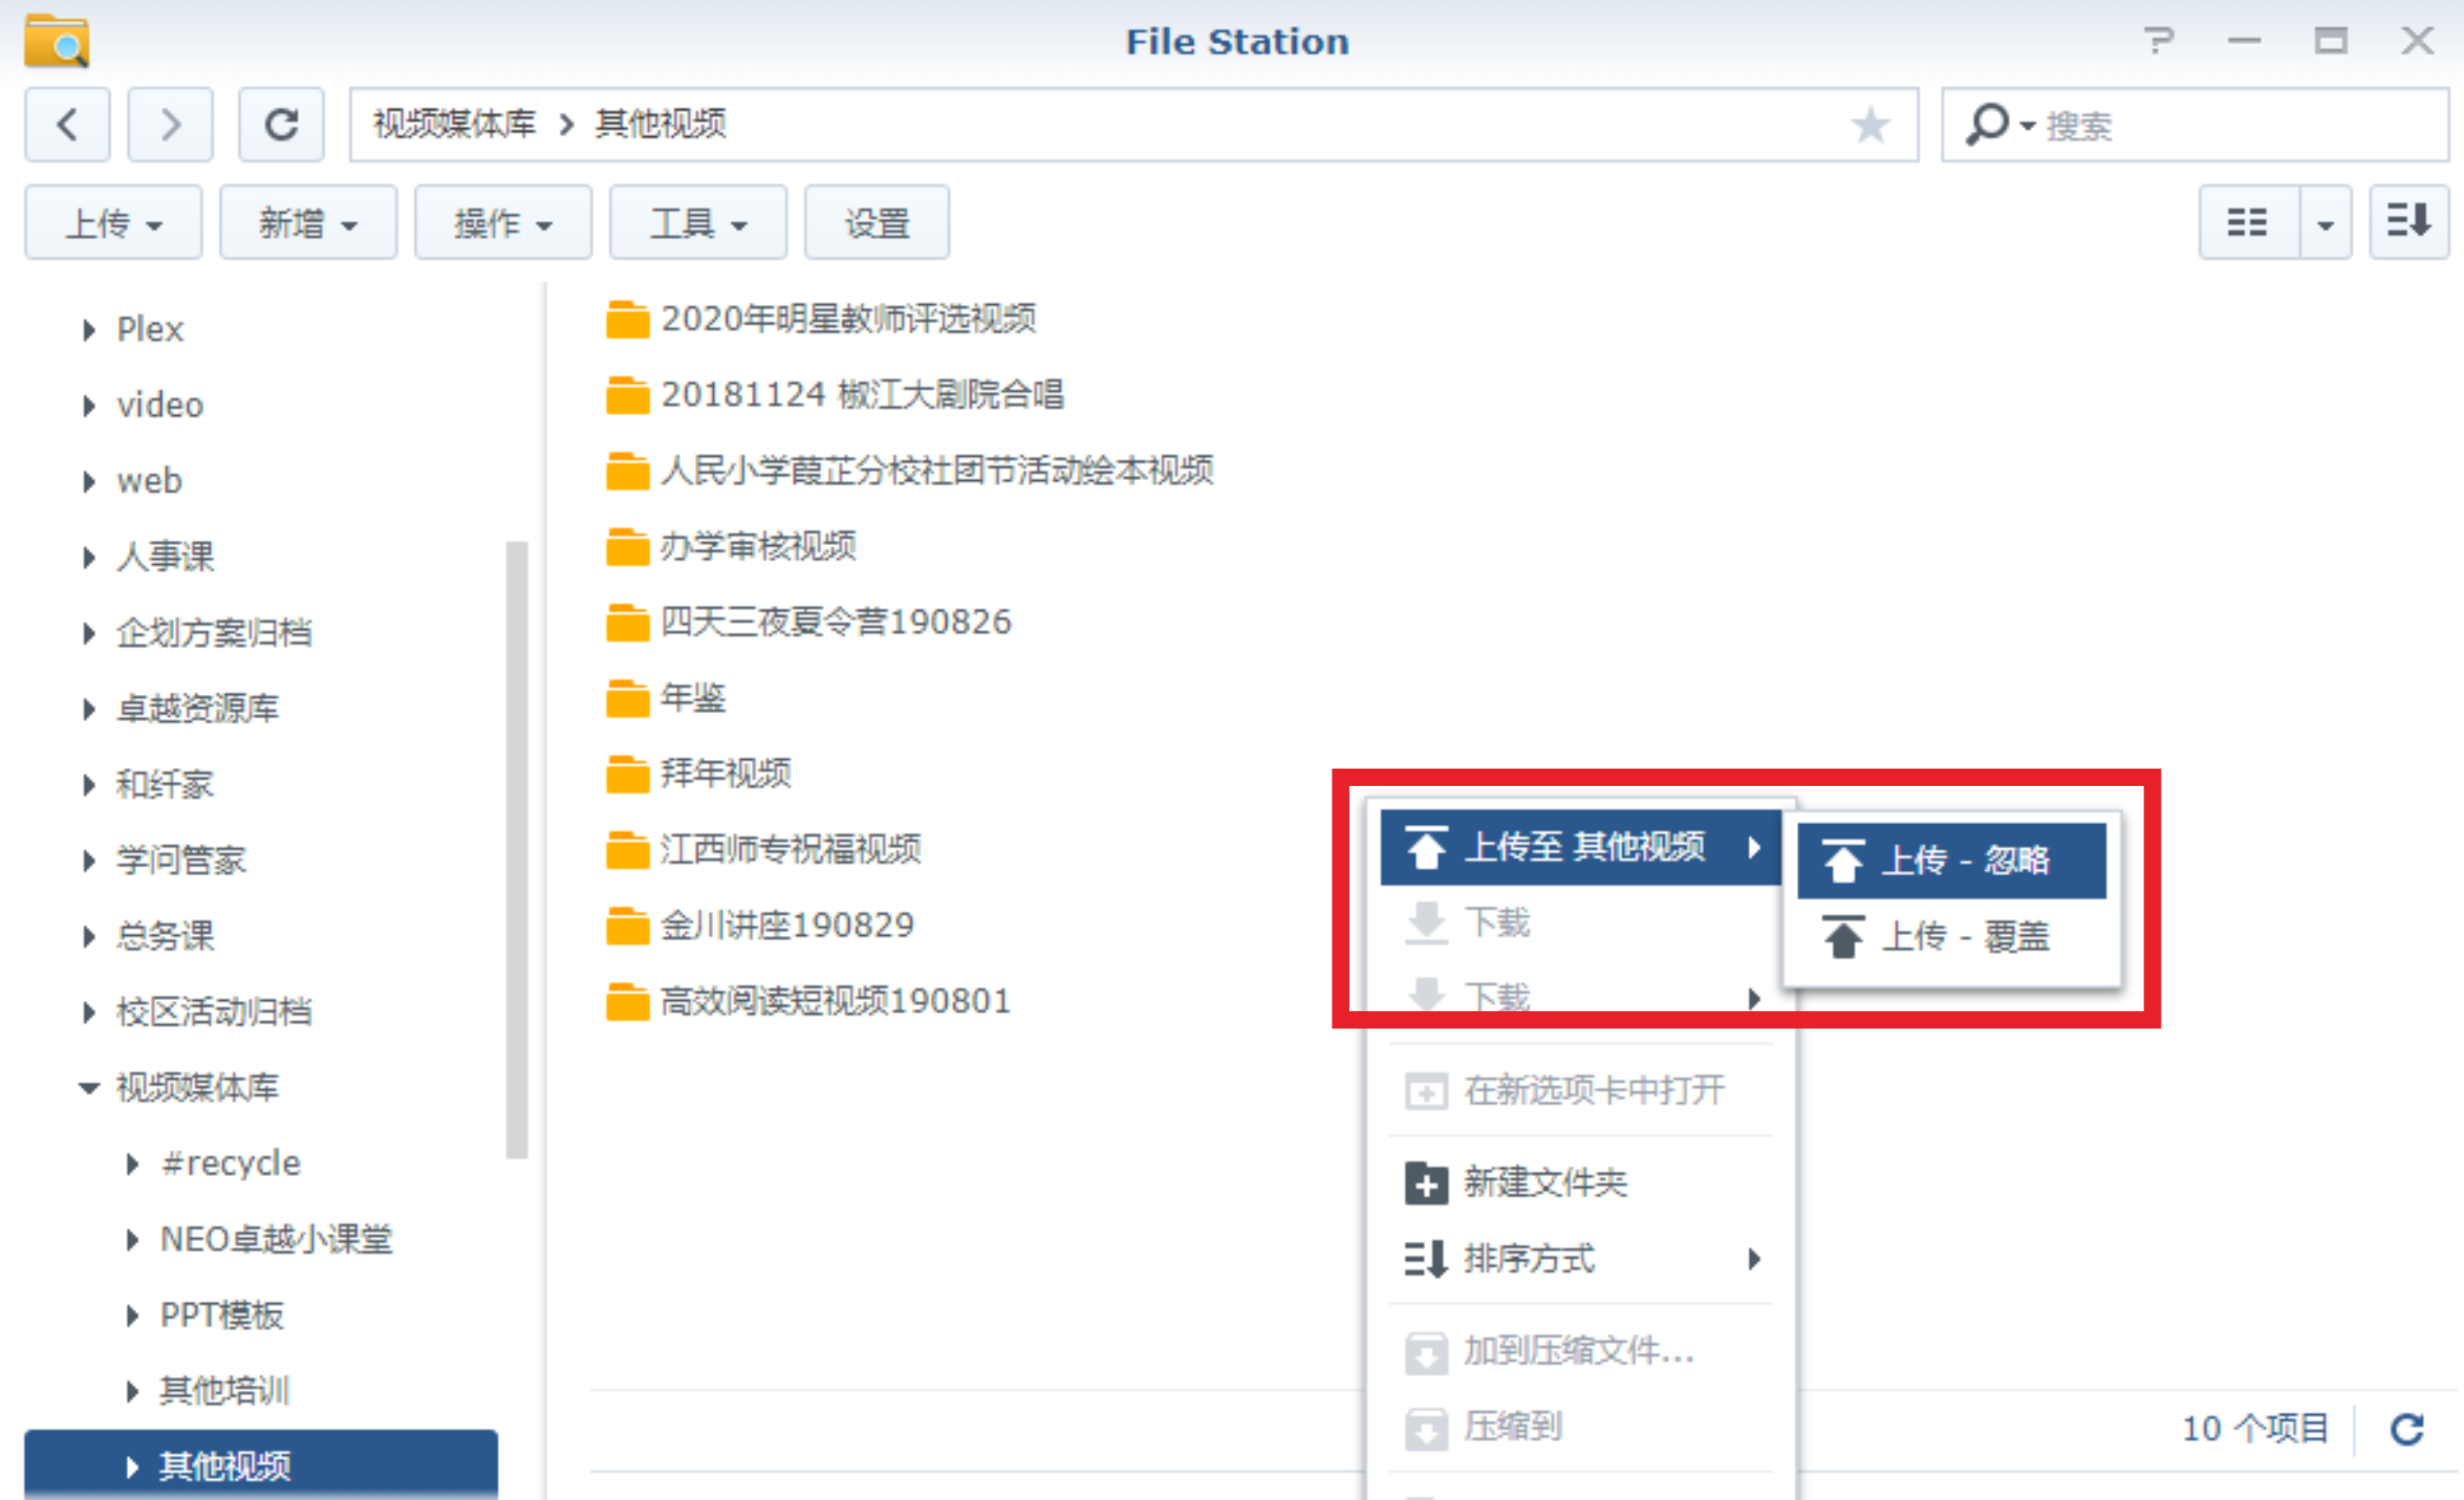 File Station
视频媒体库 > 其他视频
搜索
上传 新增 操作 工具 设置
Plex
video
web
人事课
企划方案归档
卓越资源库
和纤家
学问管家
总务课
校区活动归档
视频媒体库
#recycle
NEO卓越小课堂
PPT模板
其他培训
其他视频
2020年明星教师评选视频
20181124 椒江大剧院合唱
人民小学葭芷分校社团节活动绘本视频
办学审核视频
四天三夜夏令营190826
年鉴
拜年视频
江西师专祝福视频
金川讲座190829
高效阅读短视频190801
上传至 其他视频
下载
下载
在新选项卡中打开
新建文件夹
排序方式
加到压缩文件...
压缩到
上传 - 忽略
上传 - 覆盖
10 个项目